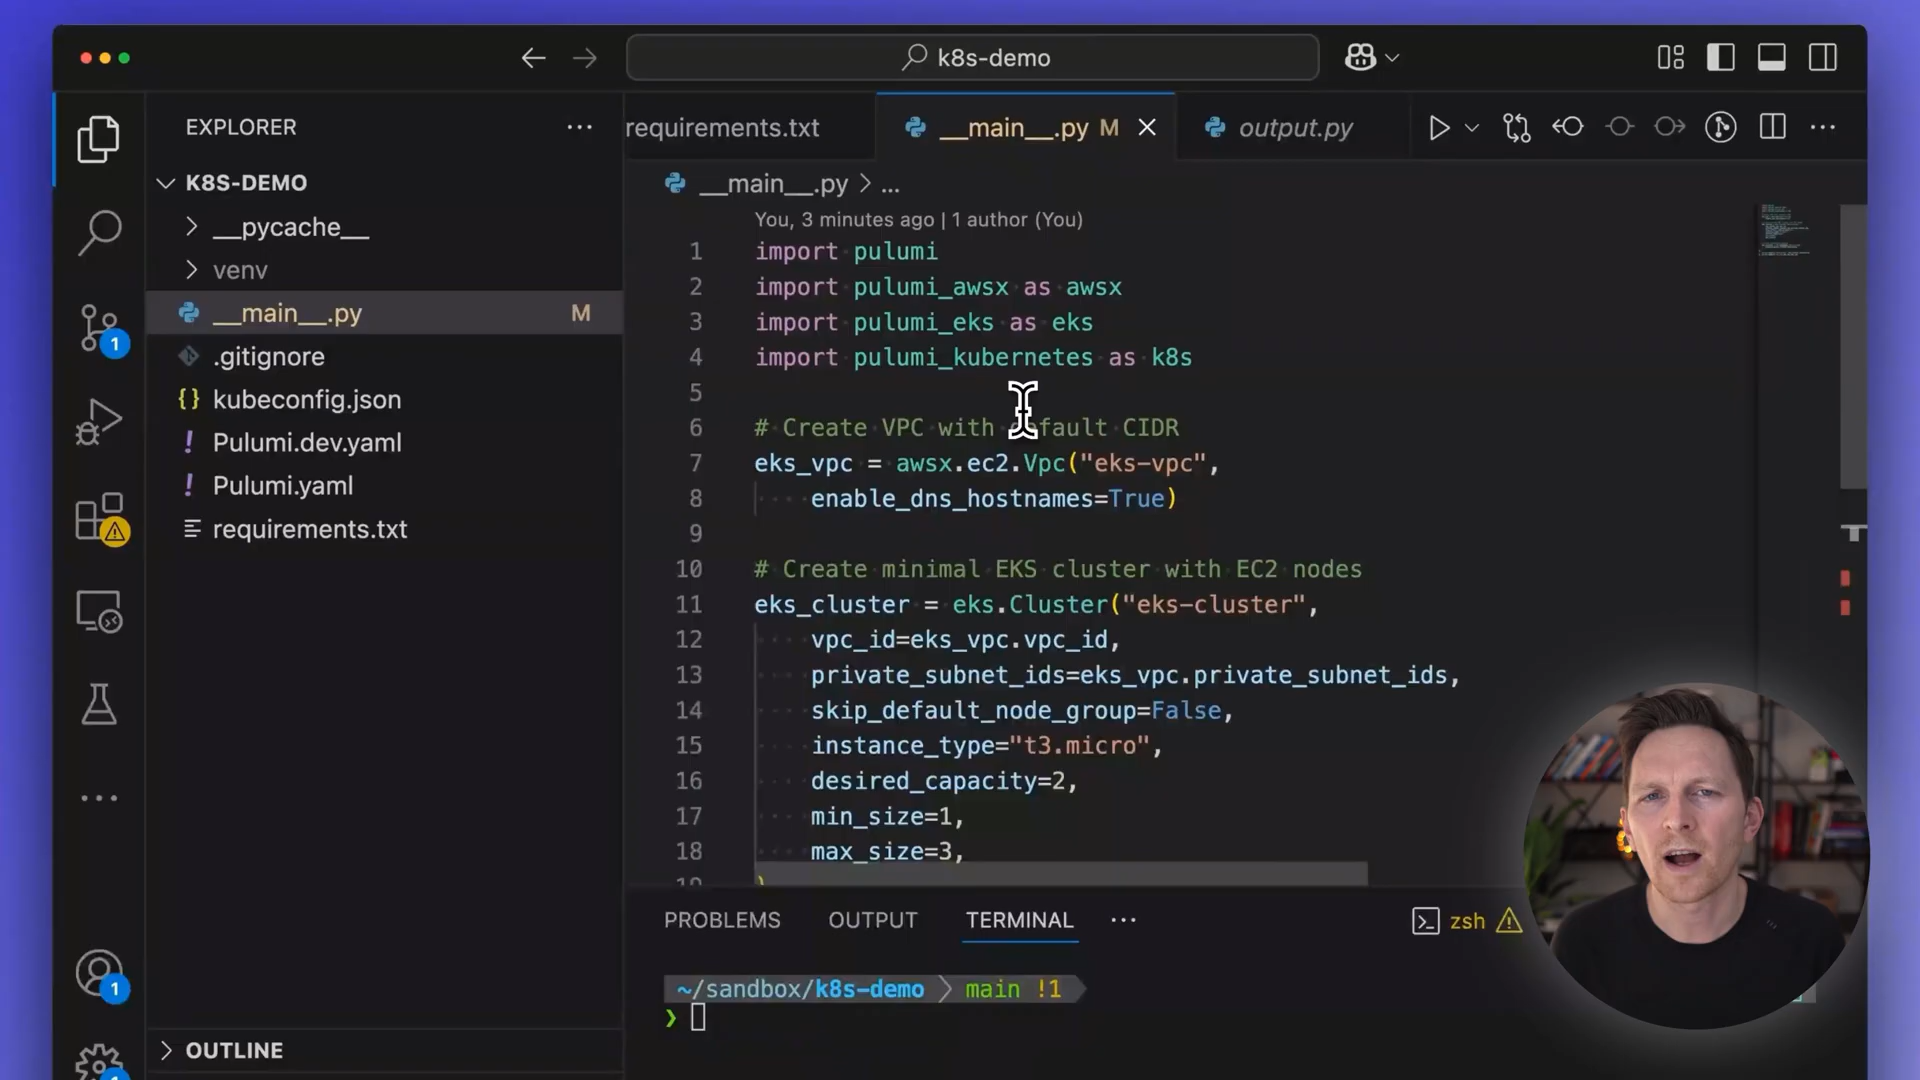 k8s-demo
EXPLORER
K8S-DEMO
__pycache__
venv
__main__.py M
.gitignore
kubeconfig.json
Pulumi.dev.yaml
Pulumi.yaml
requirements.txt
OUTLINE
1
1
requirements.txt
__main__.py M
output.py
__main__.py > ...
You, 3 minutes ago | 1 author (You)
1 import pulumi
2 import pulumi_awsx as awsx
3 import pulumi_eks as eks
4 import pulumi_kubernetes as k8s
5
6 # Create VPC with default CIDR
7 eks_vpc = awsx.ec2.Vpc("eks-vpc",
8 enable_dns_hostnames=True)
9
10 # Create minimal EKS cluster with EC2 nodes
11 eks_cluster = eks.Cluster("eks-cluster",
12 vpc_id=eks_vpc.vpc_id,
13 private_subnet_ids=eks_vpc.private_subnet_ids,
14 skip_default_node_group=False,
15 instance_type="t3.micro",
16 desired_capacity=2,
17 min_size=1,
18 max_size=3,
19 )
PROBLEMS OUTPUT TERMINAL ...
zsh
~/sandbox/k8s-demo main !1